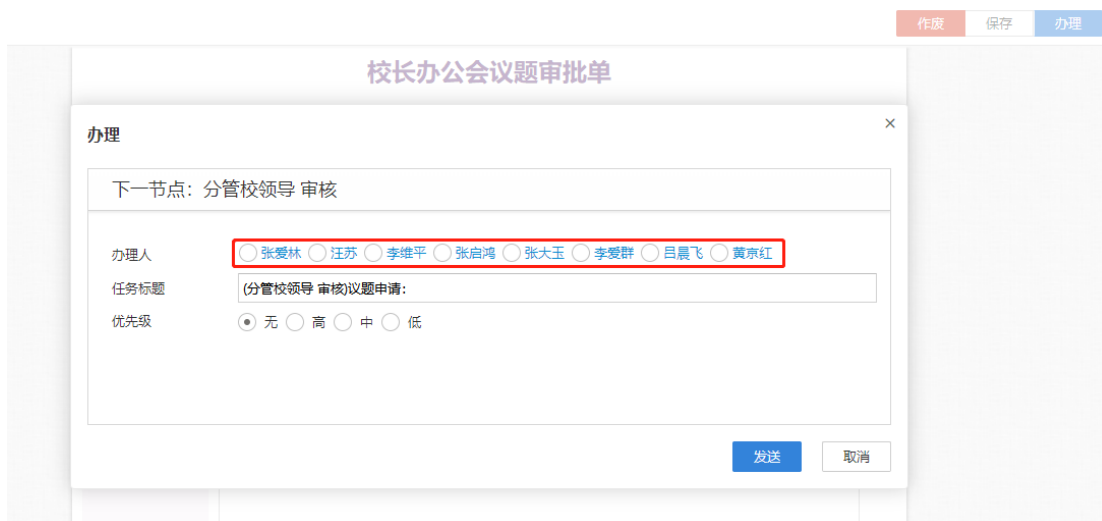 作废 保存 办理
校长办公会议题审批单
办理 ×
下一节点：分管校领导 审核
办理人 张爱林 汪苏 李维平 张启鸿 张大玉 李爱群 吕晨飞 黄京红
任务标题 (分管校领导 审核)议题申请：
优先级 无 高 中 低
发送 取消